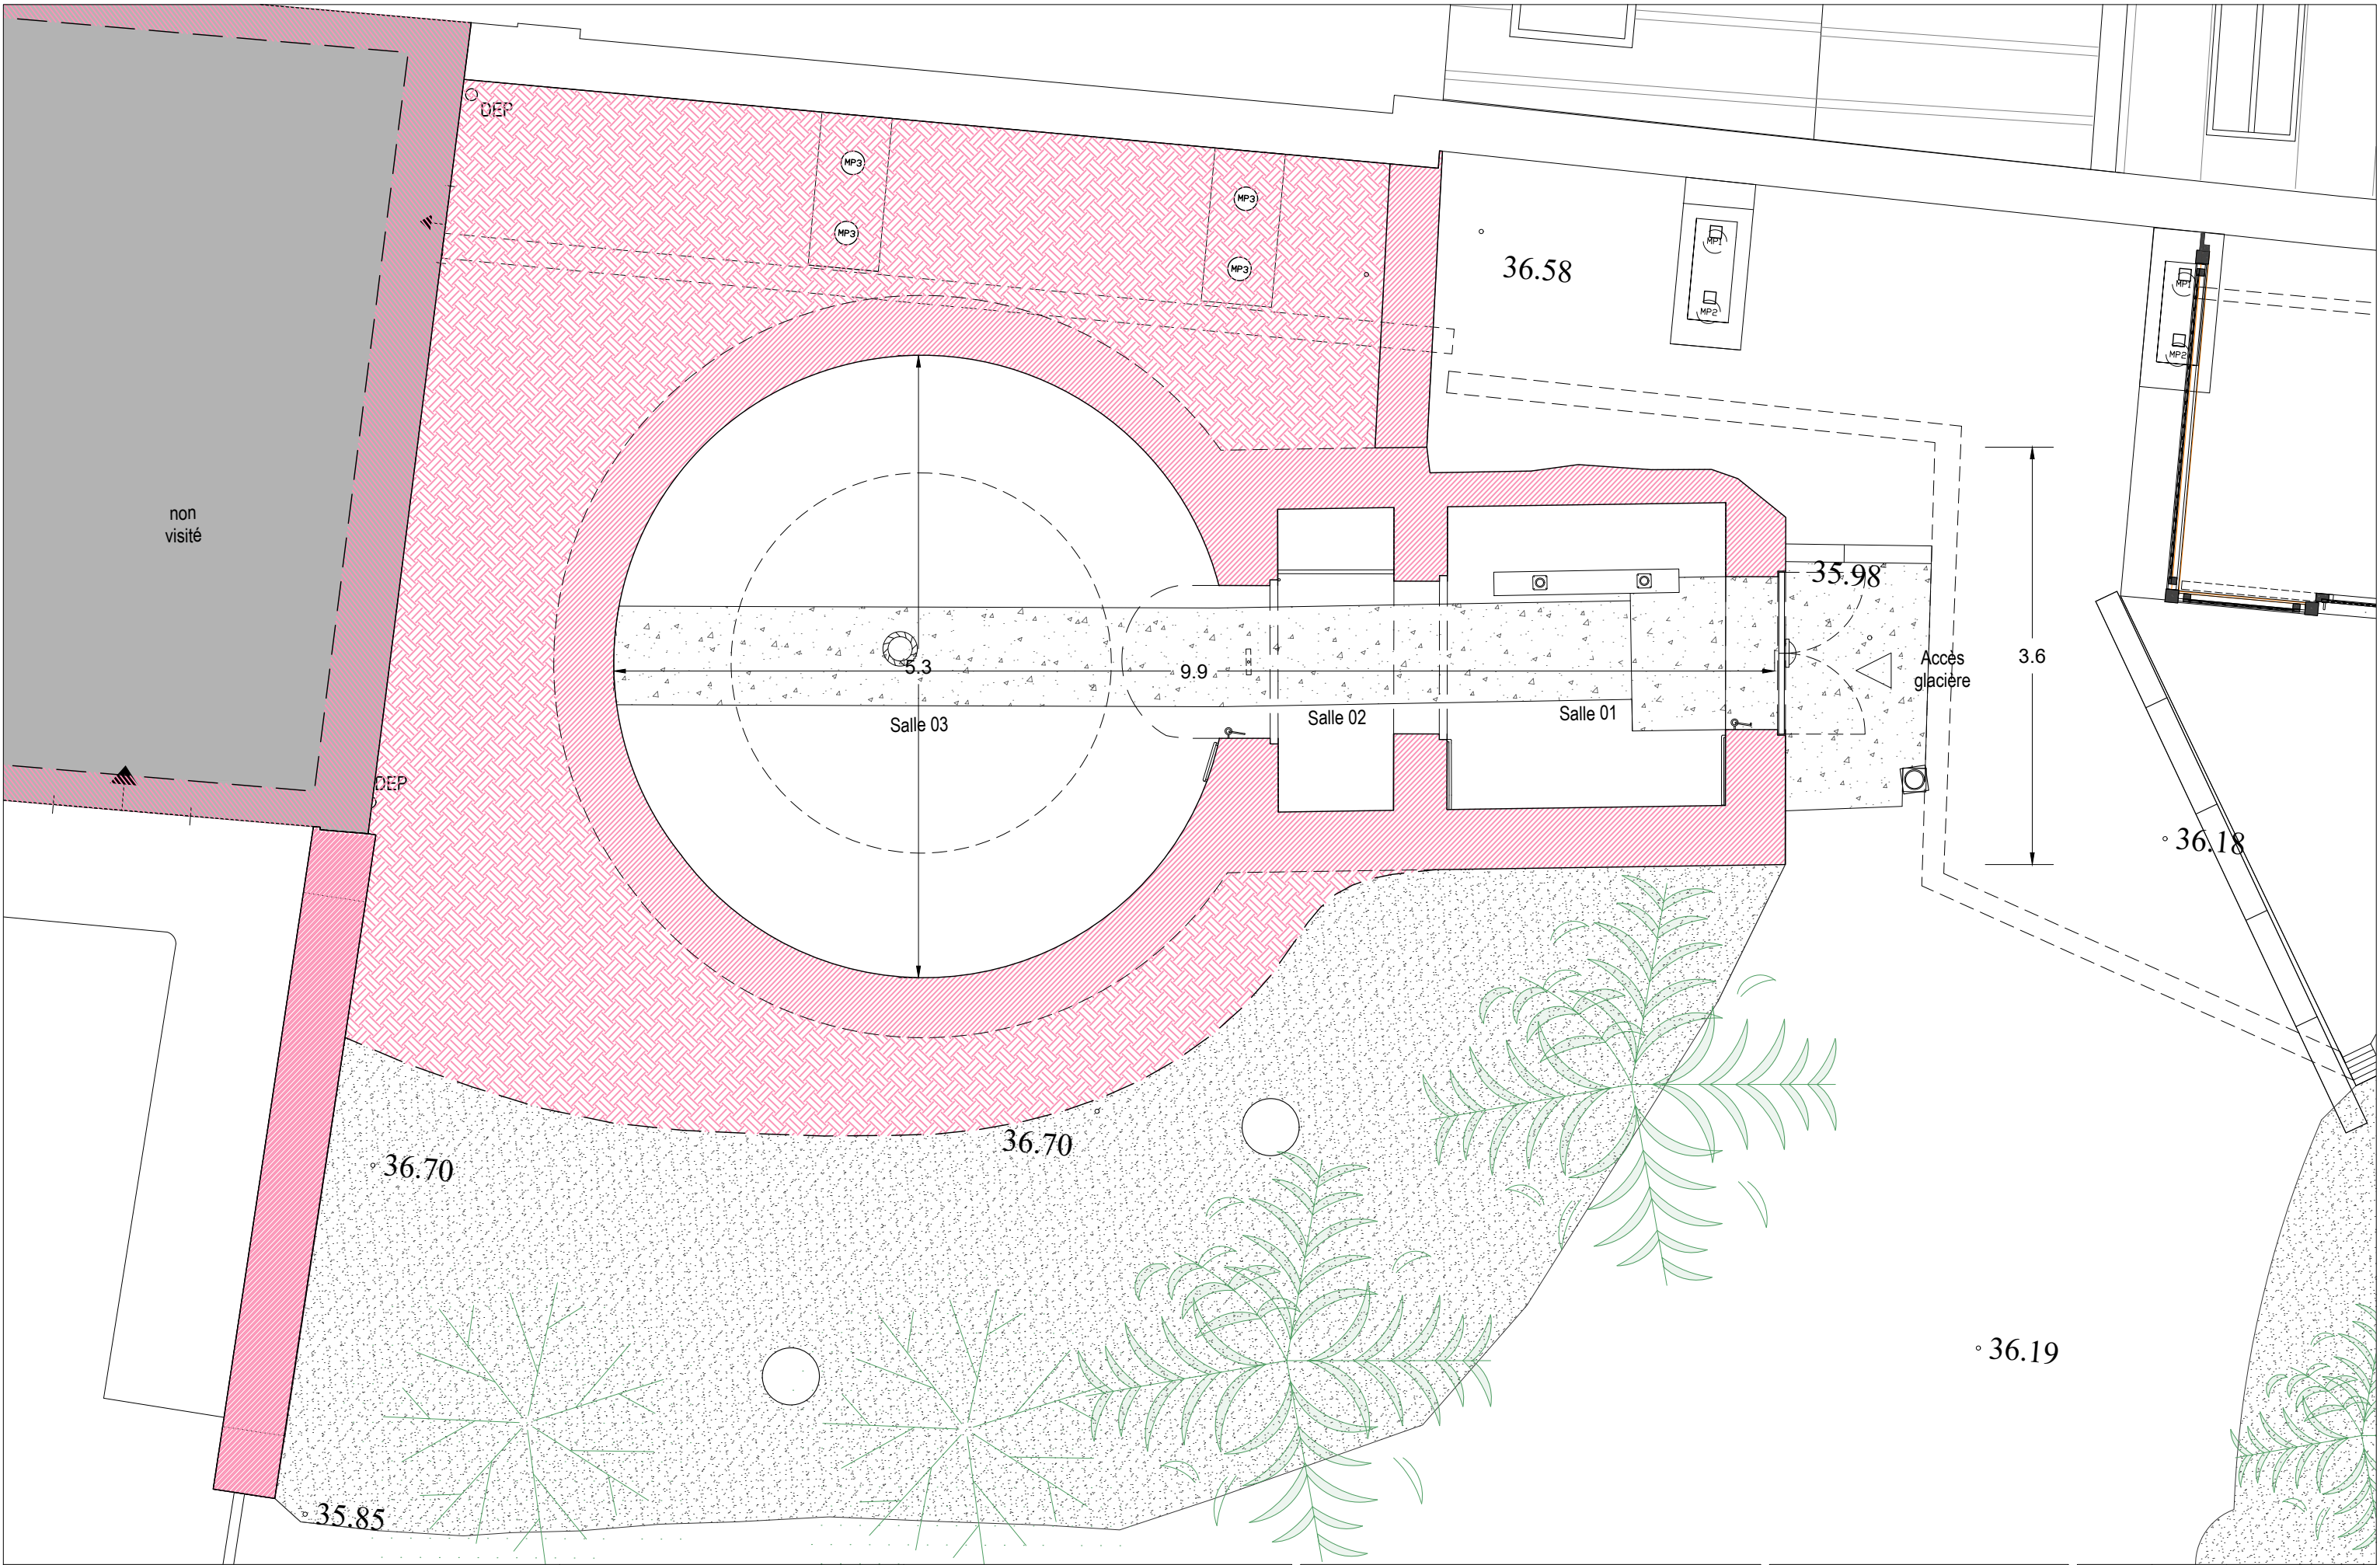 DEP
MP3
MP3
MP3
MP3
36.58
MP1
MP2
MP1
MP2
non
visité
35.98
Accès
glacière
3.6
5.3
9.9
Salle 03
Salle 02
Salle 01
DEP
36.18
36.70
36.70
36.19
35.85